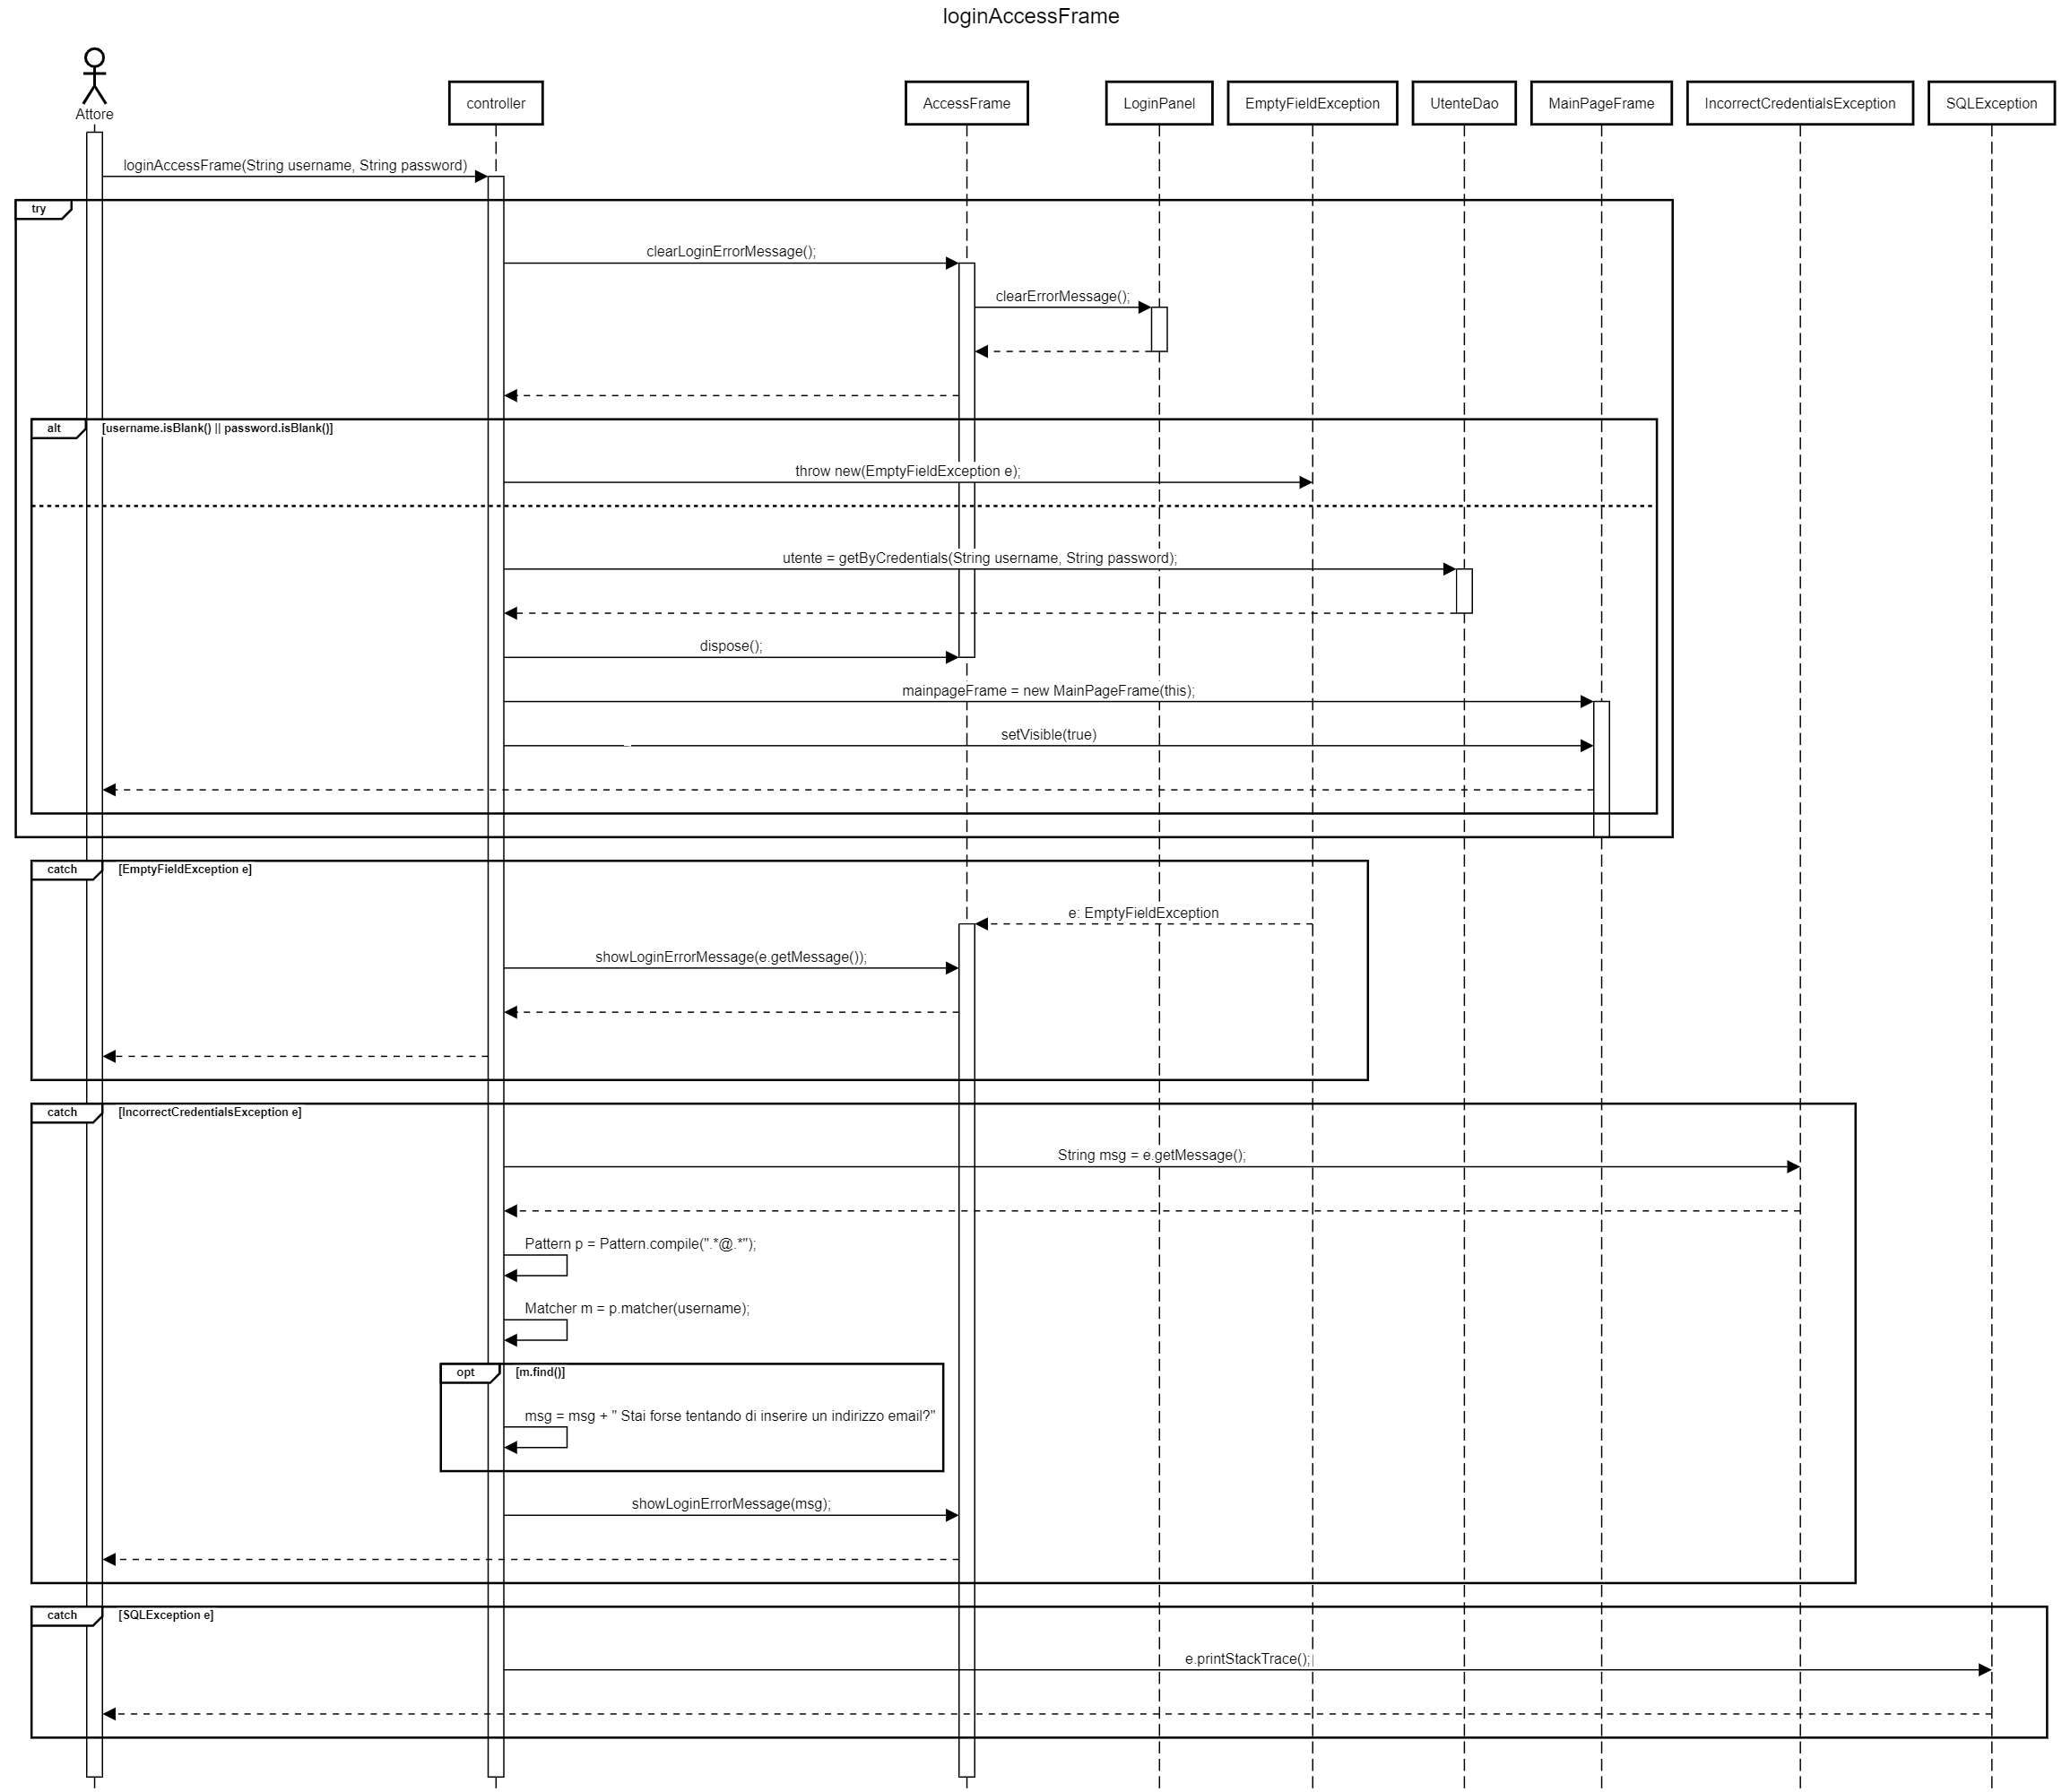 loginAccessFrame
Attore
controller
AccessFrame
LoginPanel
EmptyFieldException
UtenteDao
MainPageFrame
IncorrectCredentialsException
SQLException
loginAccessFrame(String username, String password)
try
clearLoginErrorMessage();
clearErrorMessage();
alt
[username.isBlank() || password.isBlank()]
throw new(EmptyFieldException e);
utente = getByCredentials(String username, String password);
dispose();
mainpageFrame = new MainPageFrame(this);
setVisible(true)
catch
[EmptyFieldException e]
e: EmptyFieldException
showLoginErrorMessage(e.getMessage());
catch
[IncorrectCredentialsException e]
String msg = e.getMessage();
Pattern p = Pattern.compile(".*@.*");
Matcher m = p.matcher(username);
opt
[m.find()]
msg = msg + " Stai forse tentando di inserire un indirizzo email?"
showLoginErrorMessage(msg);
catch
[SQLException e]
e.printStackTrace();